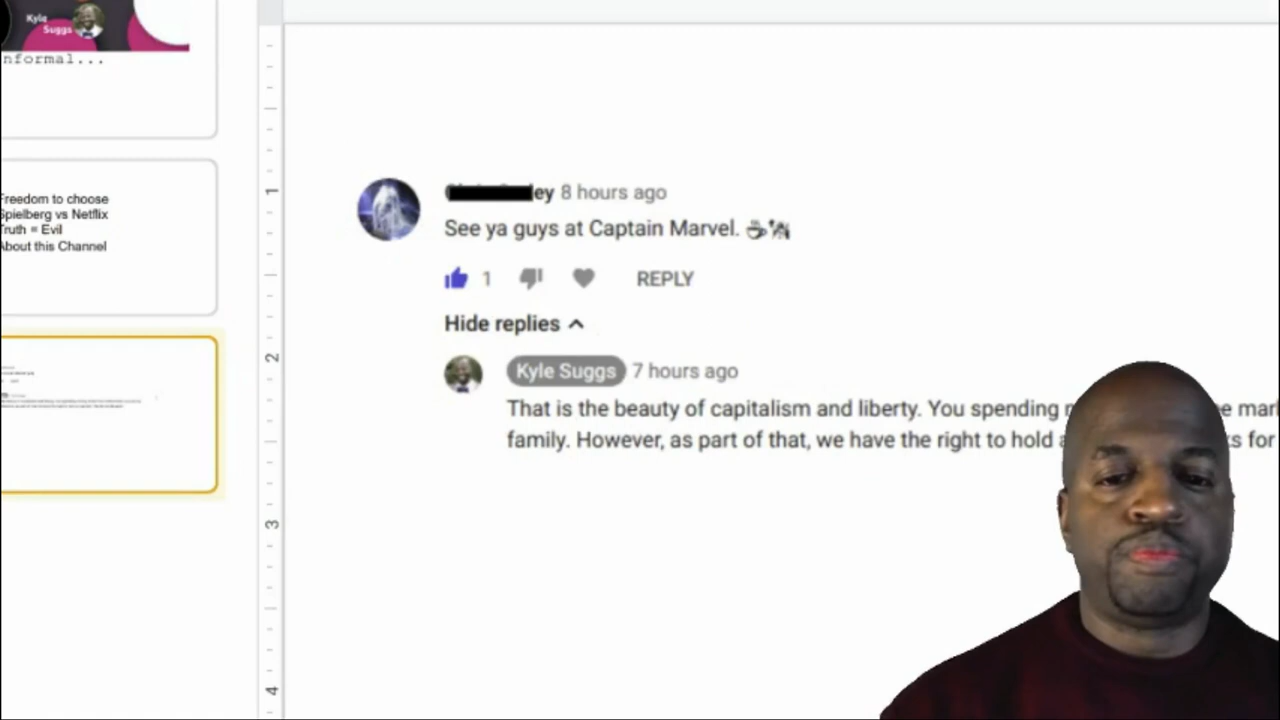 Kyle
Suggs
nformal...
Freedom to choose
Spielberg vs Netflix
Truth = Evil
About this Channel
ey 8 hours ago
See ya guys at Captain Marvel.
1 REPLY
Hide replies
Kyle Suggs 7 hours ago
That is the beauty of capitalism and liberty. You spending
family. However, as part of that, we have the right to hold for
1
2
3
4